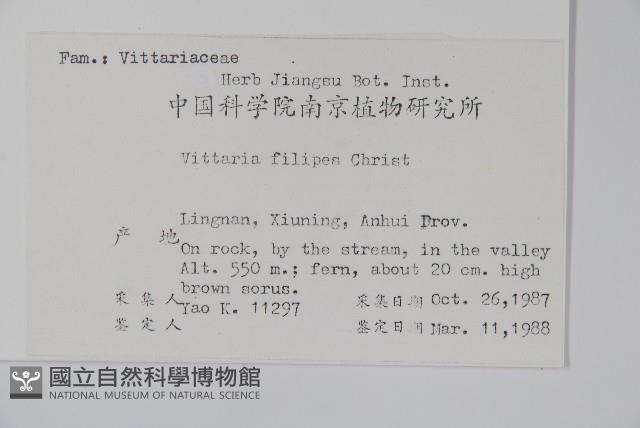 Fam.: Vittariaceae
Herb Jiangsu Bot. Inst.
中国科学院南京植物研究所
Vittaria filipes Christ
Lingnan, Xiuning, Anhui Prov.
产 地
On rock, by the stream, in the valley
Alt. 550 m.; fern, about 20 cm. high
brown sorus.
采集人 Yao K. 11297 采集日期 Oct. 26,1987
鉴定人 鉴定日期 Mar. 11,1988
國立自然科學博物館
NATIONAL MUSEUM OF NATURAL SCIENCE